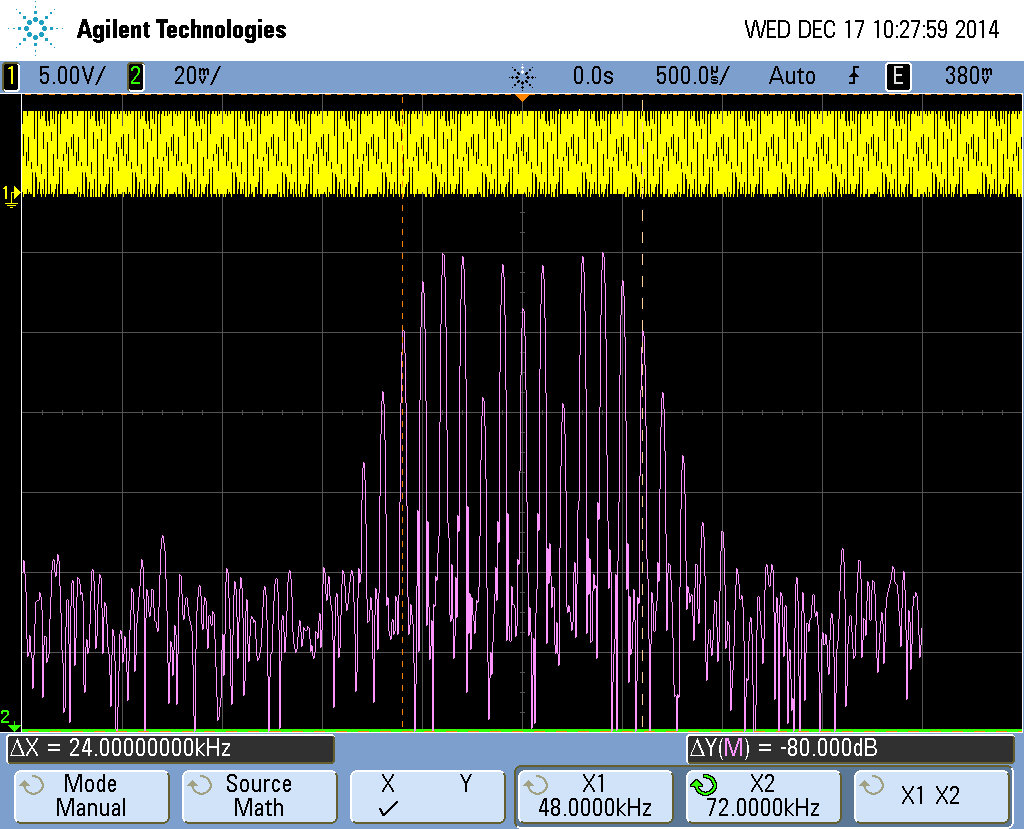 Agilent Technologies
WED DEC 17 10:27:59 2014
1 5.00V/ 2 20mV/ 0.0s 500.0µs/ Auto E 380mV
1
2
ΔX = 24.00000000kHz ΔY(M) = -80.000dB
Mode Source X Y X1 X2 X1 X2
Manual Math ✓ 48.0000kHz 72.0000kHz